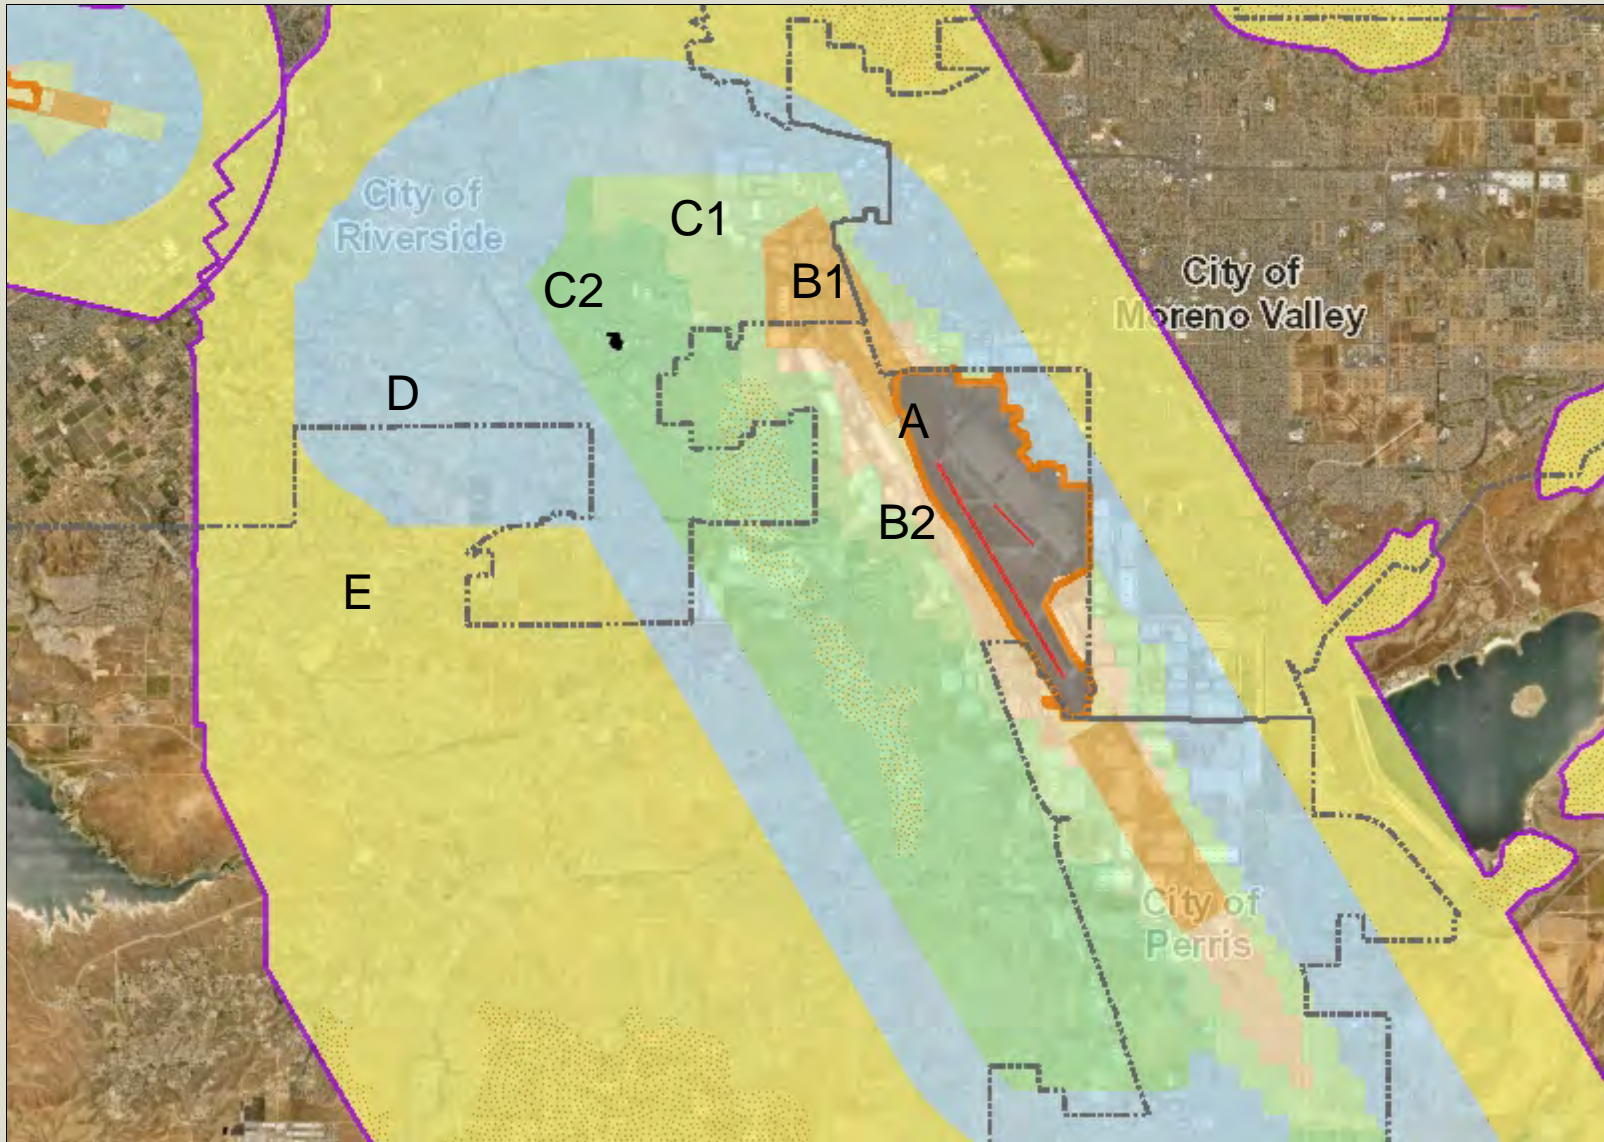 City of
Riverside
C1
C2
B1
City of
Moreno Valley
D
A
B2
E
City of
Perris